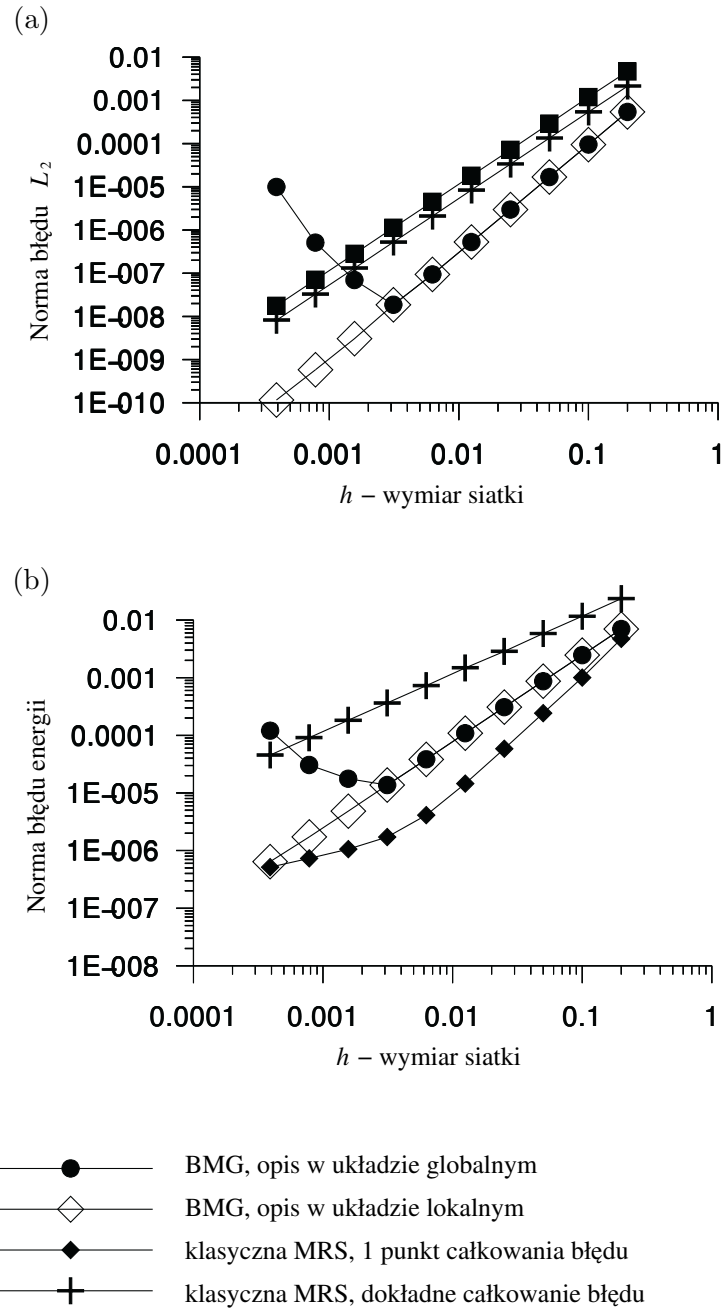 (a)
0.01
0.001
0.0001
1E-005
1E-006
1E-007
1E-008
1E-009
1E-010
Norma błędu L₂
0.0001 0.001 0.01 0.1 1
h – wymiar siatki
(b)
0.01
0.001
0.0001
1E-005
1E-006
1E-007
1E-008
Norma błędu energii
0.0001 0.001 0.01 0.1 1
h – wymiar siatki
BMG, opis w układzie globalnym
BMG, opis w układzie lokalnym
klasyczna MRS, 1 punkt całkowania błędu
klasyczna MRS, dokładne całkowanie błędu